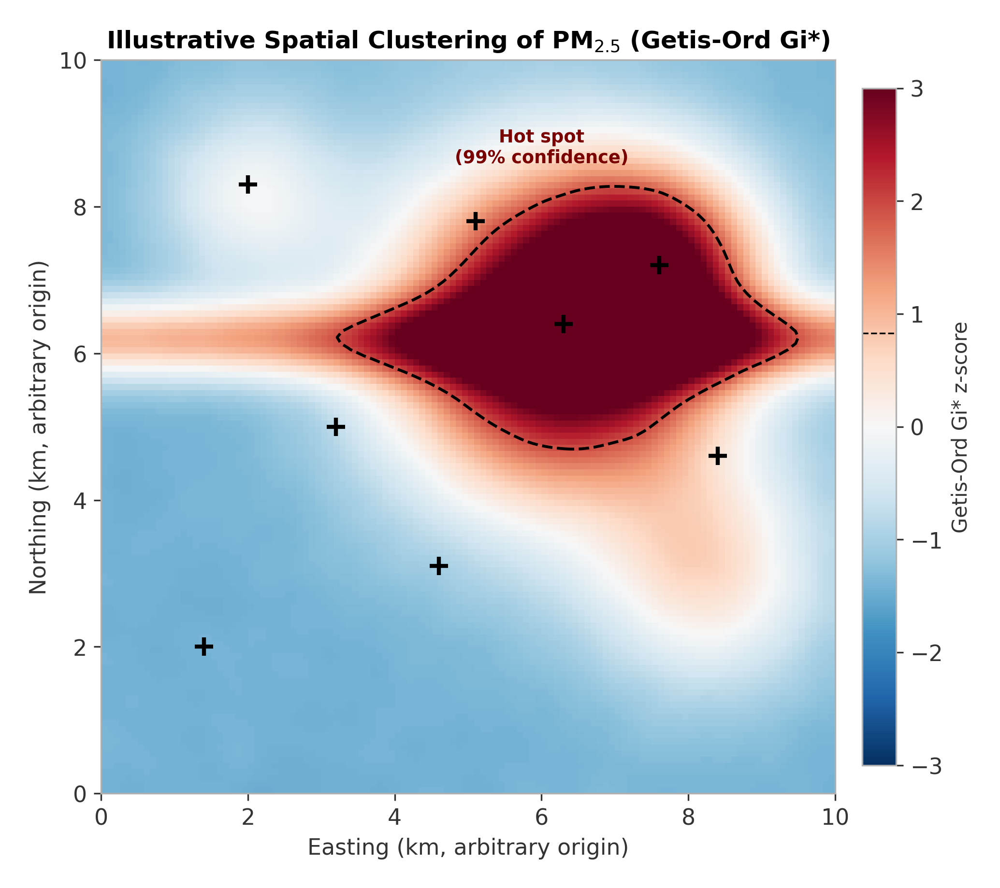 Illustrative Spatial Clustering of PM₂.₅ (Getis-Ord Gi*)
10
8
6
4
2
0
Northing (km, arbitrary origin)
Hot spot
(99% confidence)
0 2 4 6 8 10
Easting (km, arbitrary origin)
3
2
1
0
−1
−2
−3
Getis-Ord Gi* z-score